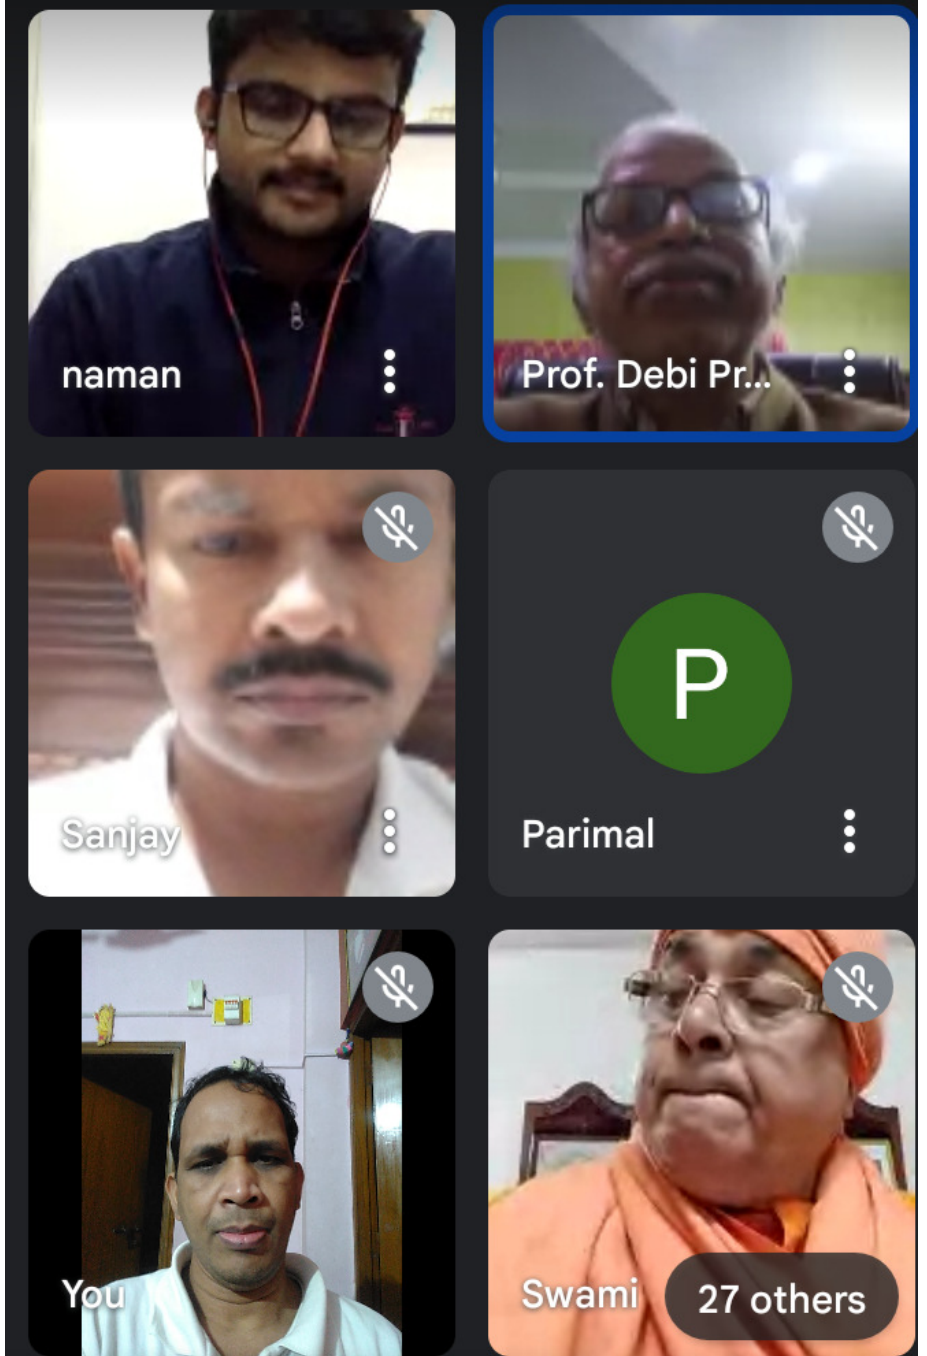 naman
Prof. Debi Pr...
Sanjay
P
Parimal
You
Swami
27 others